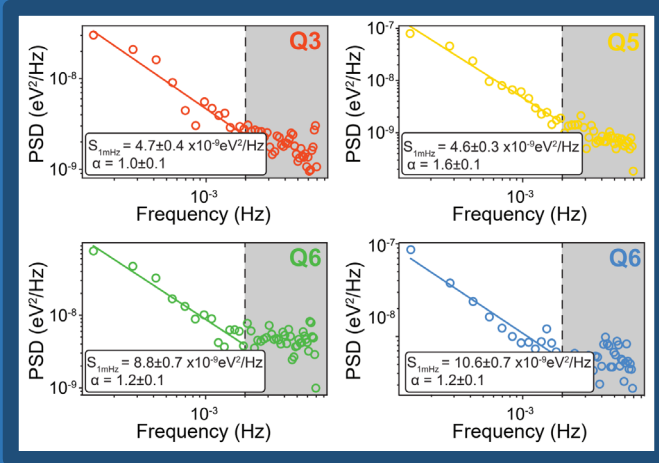 Q3
PSD (eV²/Hz)
10⁻⁸
10⁻⁹
S₁ₘHz = 4.7±0.4 x10⁻⁹eV²/Hz
α = 1.0±0.1
10⁻³
Frequency (Hz)
Q5
PSD (eV²/Hz)
10⁻⁷
10⁻⁸
10⁻⁹
S₁ₘHz = 4.6±0.3 x10⁻⁹eV²/Hz
α = 1.6±0.1
10⁻³
Frequency (Hz)
Q6
PSD (eV²/Hz)
10⁻⁸
10⁻⁹
S₁ₘHz = 8.8±0.7 x10⁻⁹eV²/Hz
α = 1.2±0.1
10⁻³
Frequency (Hz)
Q6
PSD (eV²/Hz)
10⁻⁷
10⁻⁸
S₁ₘHz = 10.6±0.7 x10⁻⁹eV²/Hz
α = 1.2±0.1
10⁻³
Frequency (Hz)